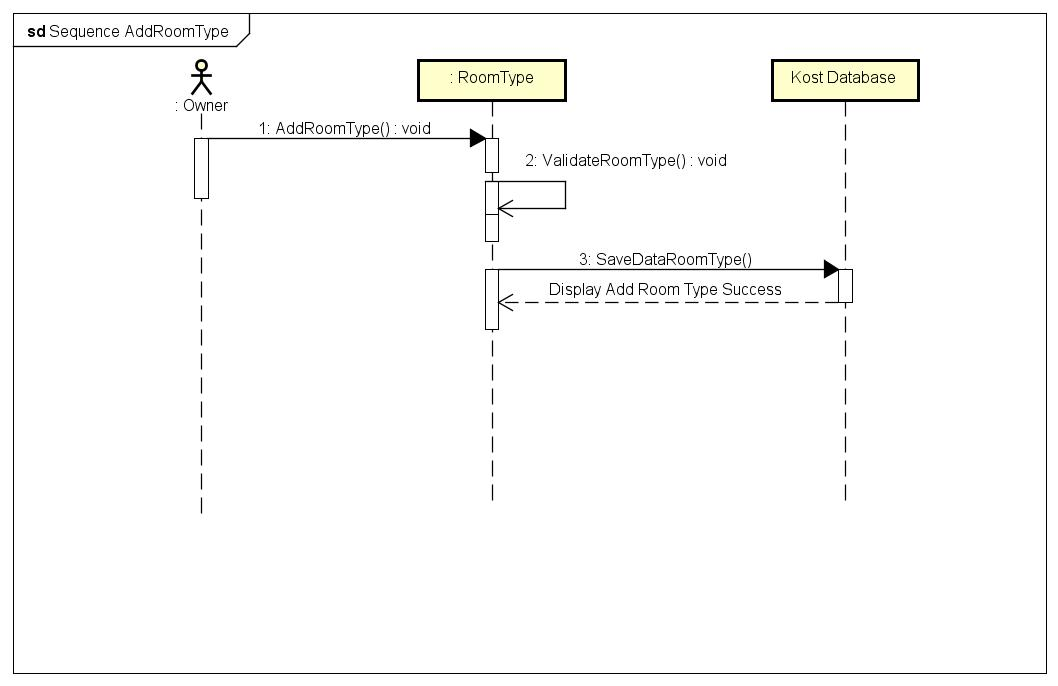 sd Sequence AddRoomType
: Owner
: RoomType
Kost Database
1: AddRoomType() : void
2: ValidateRoomType() : void
3: SaveDataRoomType()
Display Add Room Type Success